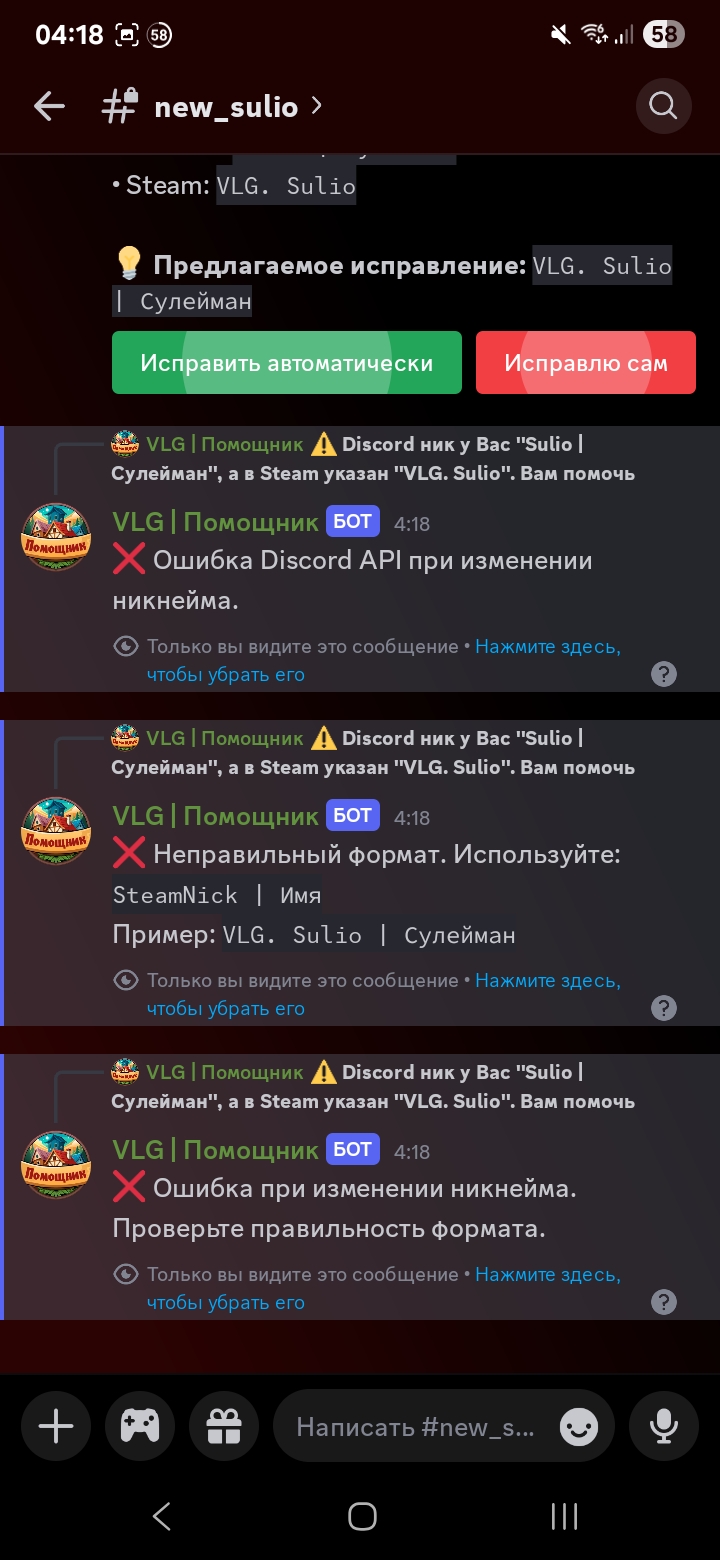 04:18 58 58
new_sulio
• Steam: VLG. Sulio
💡 Предлагаемое исправление: VLG. Sulio
| Сулейман
Исправить автоматически Исправлю сам
VLG | Помощник ⚠️ Discord ник у Вас "Sulio |
Сулейман", а в Steam указан "VLG. Sulio". Вам помочь
VLG | Помощник БОТ 4:18
❌ Ошибка Discord API при изменении
никнейма.
Только вы видите это сообщение • Нажмите здесь,
чтобы убрать его
VLG | Помощник ⚠️ Discord ник у Вас "Sulio |
Сулейман", а в Steam указан "VLG. Sulio". Вам помочь
VLG | Помощник БОТ 4:18
❌ Неправильный формат. Используйте:
SteamNick | Имя
Пример: VLG. Sulio | Сулейман
Только вы видите это сообщение • Нажмите здесь,
чтобы убрать его
VLG | Помощник ⚠️ Discord ник у Вас "Sulio |
Сулейман", а в Steam указан "VLG. Sulio". Вам помочь
VLG | Помощник БОТ 4:18
❌ Ошибка при изменении никнейма.
Проверьте правильность формата.
Только вы видите это сообщение • Нажмите здесь,
чтобы убрать его
Написать #new_s...